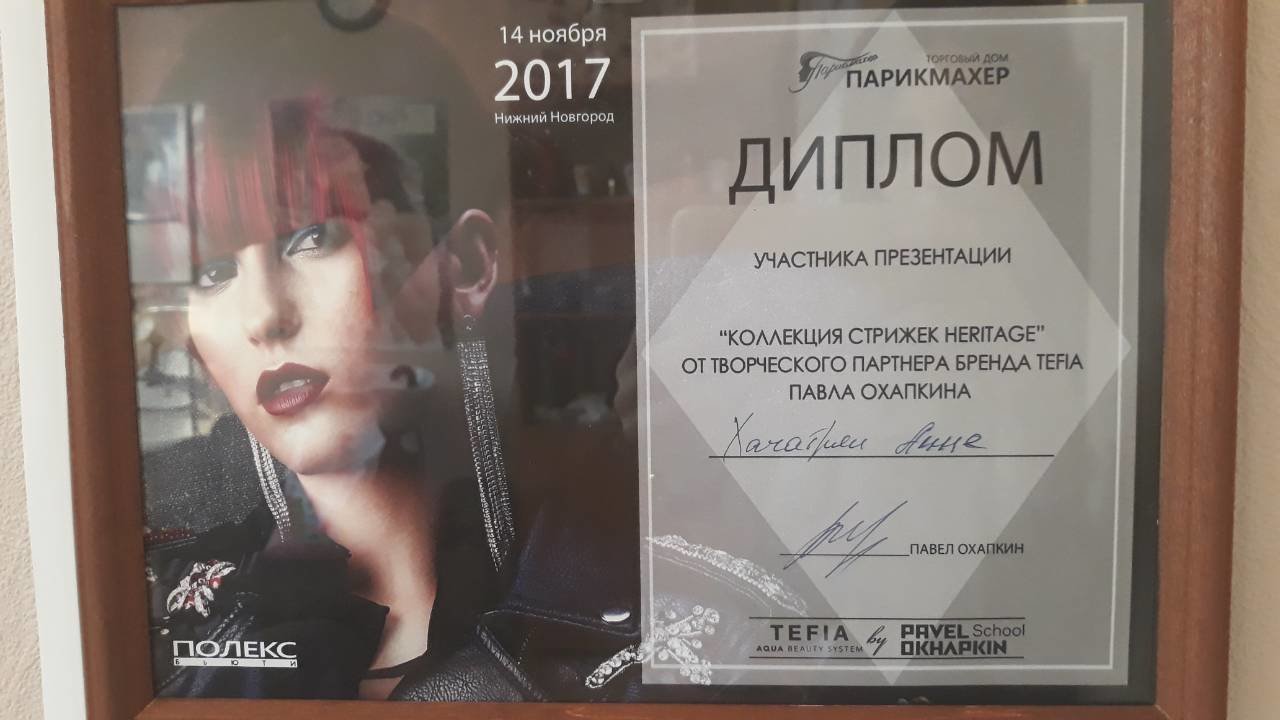 14 ноября
2017
Нижний Новгород
Парикмахер
ТОРГОВЫЙ ДОМ
ПАРИКМАХЕР
ДИПЛОМ
УЧАСТНИКА ПРЕЗЕНТАЦИИ
“КОЛЛЕКЦИЯ СТРИЖЕК HERITAGE”
ОТ ТВОРЧЕСКОГО ПАРТНЕРА БРЕНДА TEFIA
ПАВЛА ОХАПКИНА
Хачатрян Анне
ПАВЕЛ ОХАПКИН
TEFIA by PAVEL School
AQUA BEAUTY SYSTEM OKHAPKIN
ПОЛЕКС
БЬЮТИ